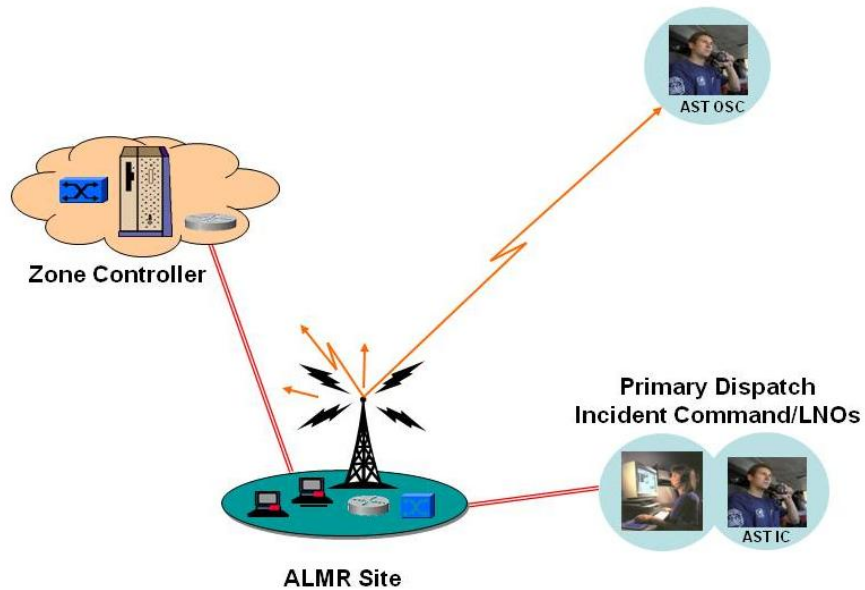 AST OSC
Zone Controller
Primary Dispatch
Incident Command/LNOs
AST IC
ALMR Site